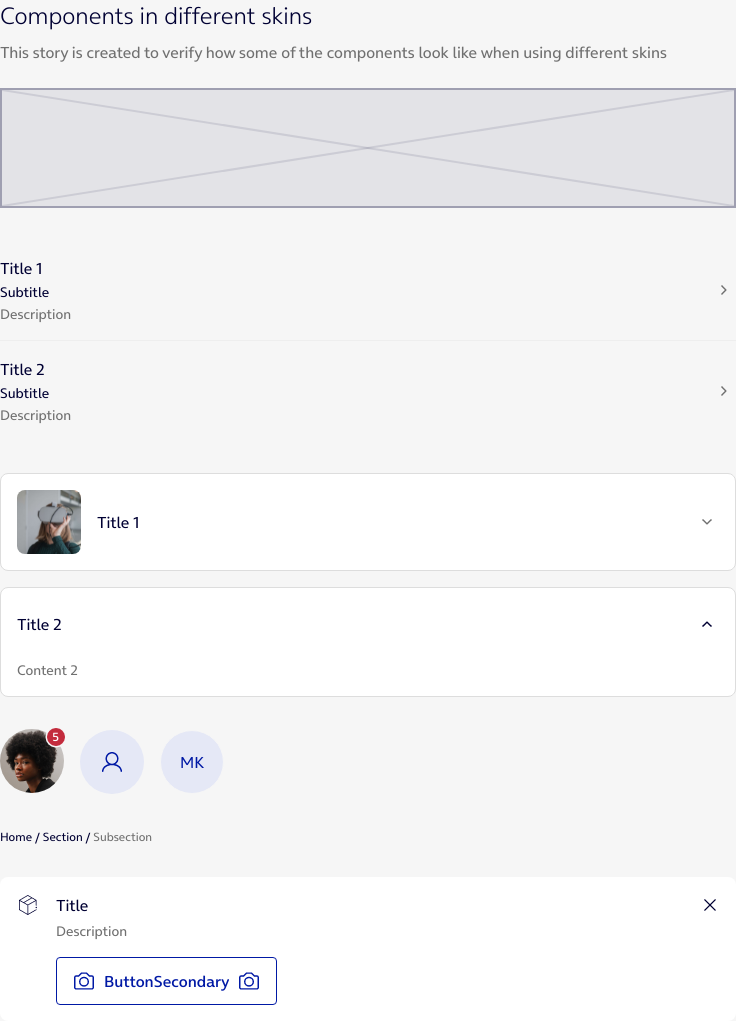 Components in different skins
This story is created to verify how some of the components look like when using different skins
Title 1
Subtitle
Description
Title 2
Subtitle
Description
Title 1
Title 2
Content 2
5
MK
Home / Section / Subsection
Title
Description
ButtonSecondary